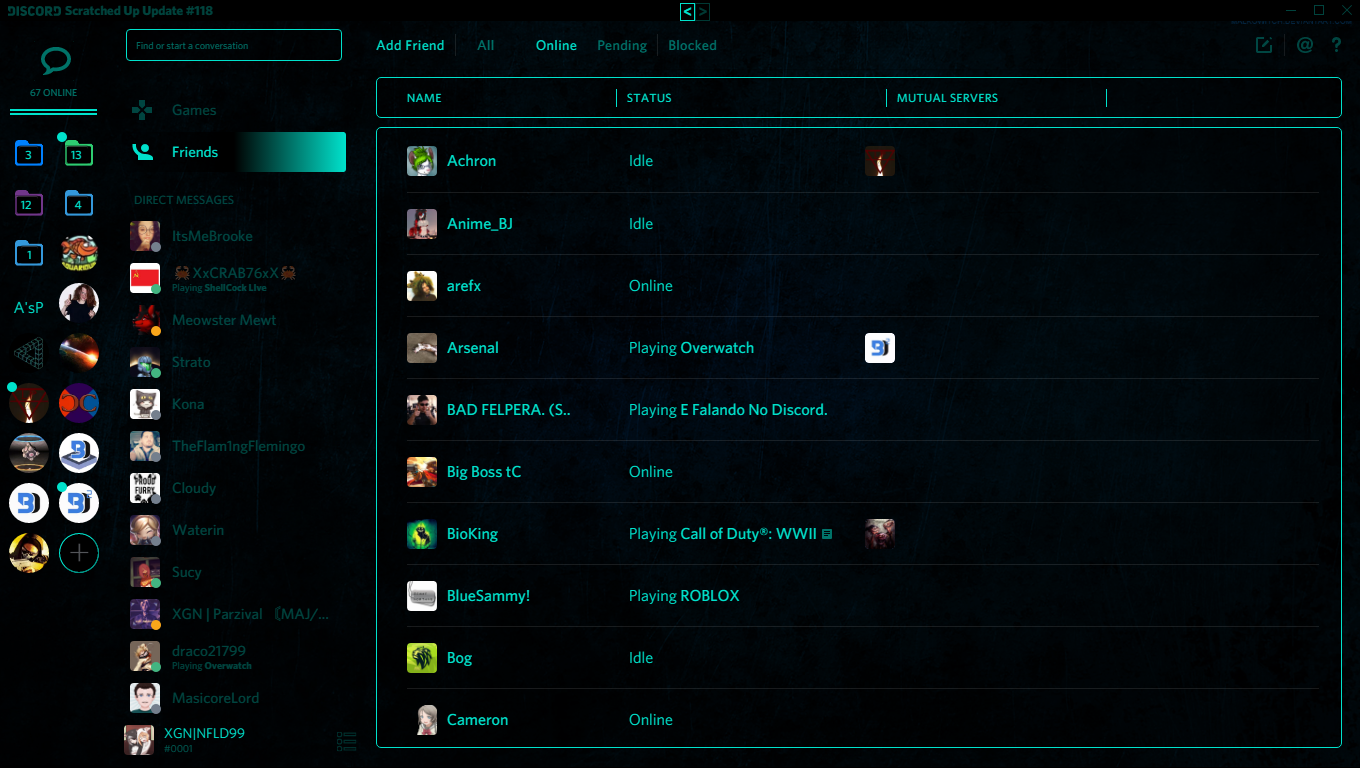 DISCORD Scratched Up Update #118
< >
Find or start a conversation
Add Friend
All
Online
Pending
Blocked
@
?
67 ONLINE
NAME
STATUS
MUTUAL SERVERS
Games
Friends
3
13
12
4
1
A'sP
DIRECT MESSAGES
ItsMeBrooke
🦀XxCRAB76xX🦀
Playing ShellCock LIve
Meowster Mewt
Strato
Kona
TheFlam1ngFlemingo
Cloudy
PROUD
FURRY
Waterin
Sucy
XGN | Parzival 〘MAJ/...
draco21799
Playing Overwatch
MasicoreLord
XGN|NFLD99
#0001
Achron
Idle
Anime_BJ
Idle
arefx
Online
Arsenal
Playing Overwatch
BAD FELPERA. (S..
Playing E Falando No Discord.
Big Boss tC
Online
BioKing
Playing Call of Duty®: WWII
BlueSammy!
Playing ROBLOX
Bog
Idle
Cameron
Online